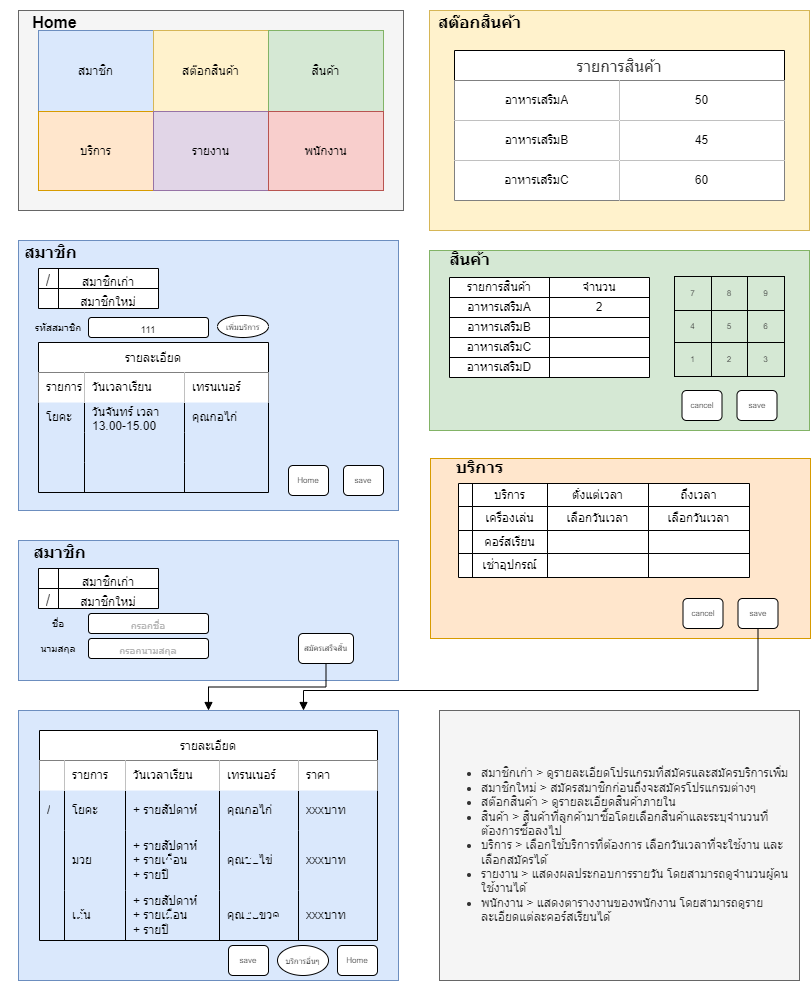 Home
สมาชิก
สต๊อกสินค้า
สินค้า
บริการ
รายงาน
พนักงาน
สต๊อกสินค้า
รายการสินค้า
อาหารเสริมA 50
อาหารเสริมB 45
อาหารเสริมC 60
สมาชิก
/ สมาชิกเก่า
สมาชิกใหม่
รหัสสมาชิก 111 เพิ่มบริการ
รายละเอียด
รายการ วันเวลาเรียน เทรนเนอร์
โยคะ วันจันทร์ เวลา คุณกอไก่
13.00-15.00
Home save
สินค้า
รายการสินค้า จำนวน
อาหารเสริมA 2
อาหารเสริมB
อาหารเสริมC
อาหารเสริมD
7 8 9
4 5 6
1 2 3
cancel save
บริการ
บริการ ตั้งแต่เวลา ถึงเวลา
เครื่องเล่น เลือกวันเวลา เลือกวันเวลา
คอร์สเรียน
เช่าอุปกรณ์
cancel save
สมาชิก
สมาชิกเก่า
/ สมาชิกใหม่
ชื่อ กรอกชื่อ
นามสกุล กรอกนามสกุล
สมัครเสร็จสิ้น
รายละเอียด
รายการ วันเวลาเรียน เทรนเนอร์ ราคา
/ โยคะ + รายสัปดาห์ คุณกอไก่ xxxบาท
มวย + รายสัปดาห์ xxxบาท
+ รายเดือน
+ รายปี
+ รายสัปดาห์ xxxบาท
+ รายเดือน
+ รายปี
save บริการอื่นๆ Home
• สมาชิกเก่า > ดูรายละเอียดโปรแกรมที่สมัครและสมัครบริการเพิ่ม
• สมาชิกใหม่ > สมัครสมาชิกก่อนถึงจะสมัครโปรแกรมต่างๆ
• สต๊อกสินค้า > ดูรายละเอียดสินค้าภายใน
• สินค้า > สินค้าที่ลูกค้ามาซื้อโดยเลือกสินค้าและระบุจำนวนที่
ต้องการซื้อลงไป
• บริการ > เลือกใช้บริการที่ต้องการ เลือกวันเวลาที่จะใช้งาน และ
เลือกสมัครได้
• รายงาน > แสดงผลประกอบการรายวัน โดยสามารถดูจำนวนผู้คน
ใช้งานได้
• พนักงาน > แสดงตารางงานของพนักงาน โดยสามารถดูราย
ละเอียดแต่ละคอร์สเรียนได้